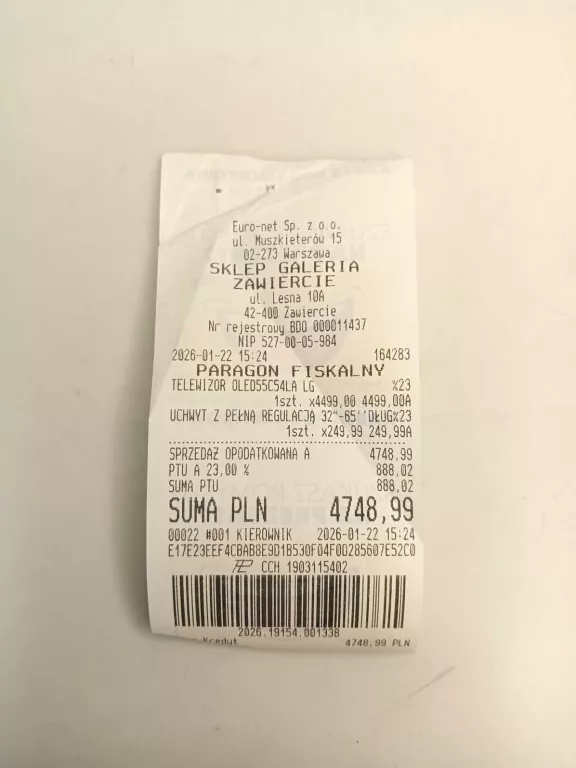 Euro-net Sp. z o.o.
ul. Muszkieterów 15
02-273 Warszawa
SKLEP GALERIA
ZAWIERCIE
ul. Lesna 10A
42-400 Zawiercie
Nr rejestrowy BDO 000011437
NIP 527-00-05-984
2026-01-22 15:24 164283
PARAGON FISKALNY
TELEWIZOR OLED55C54LA LG %23
1szt. x4499,00 4499,00A
UCHWYT Z PEŁNĄ REGULACJĄ 32"-65''DŁUG%23
1szt. x249,99 249,99A
SPRZEDAŻ OPODATKOWANA A 4748,99
PTU A 23,00 % 888,02
SUMA PTU 888,02
SUMA PLN 4748,99
00022 #001 KIEROWNIK 2026-01-22 15:24
E17E23EEF4CBAB8E9D1B530F04F0D285607E52C0
CCH 1903115402
2026.19154.001338
Kredyt 4748.99 PLN